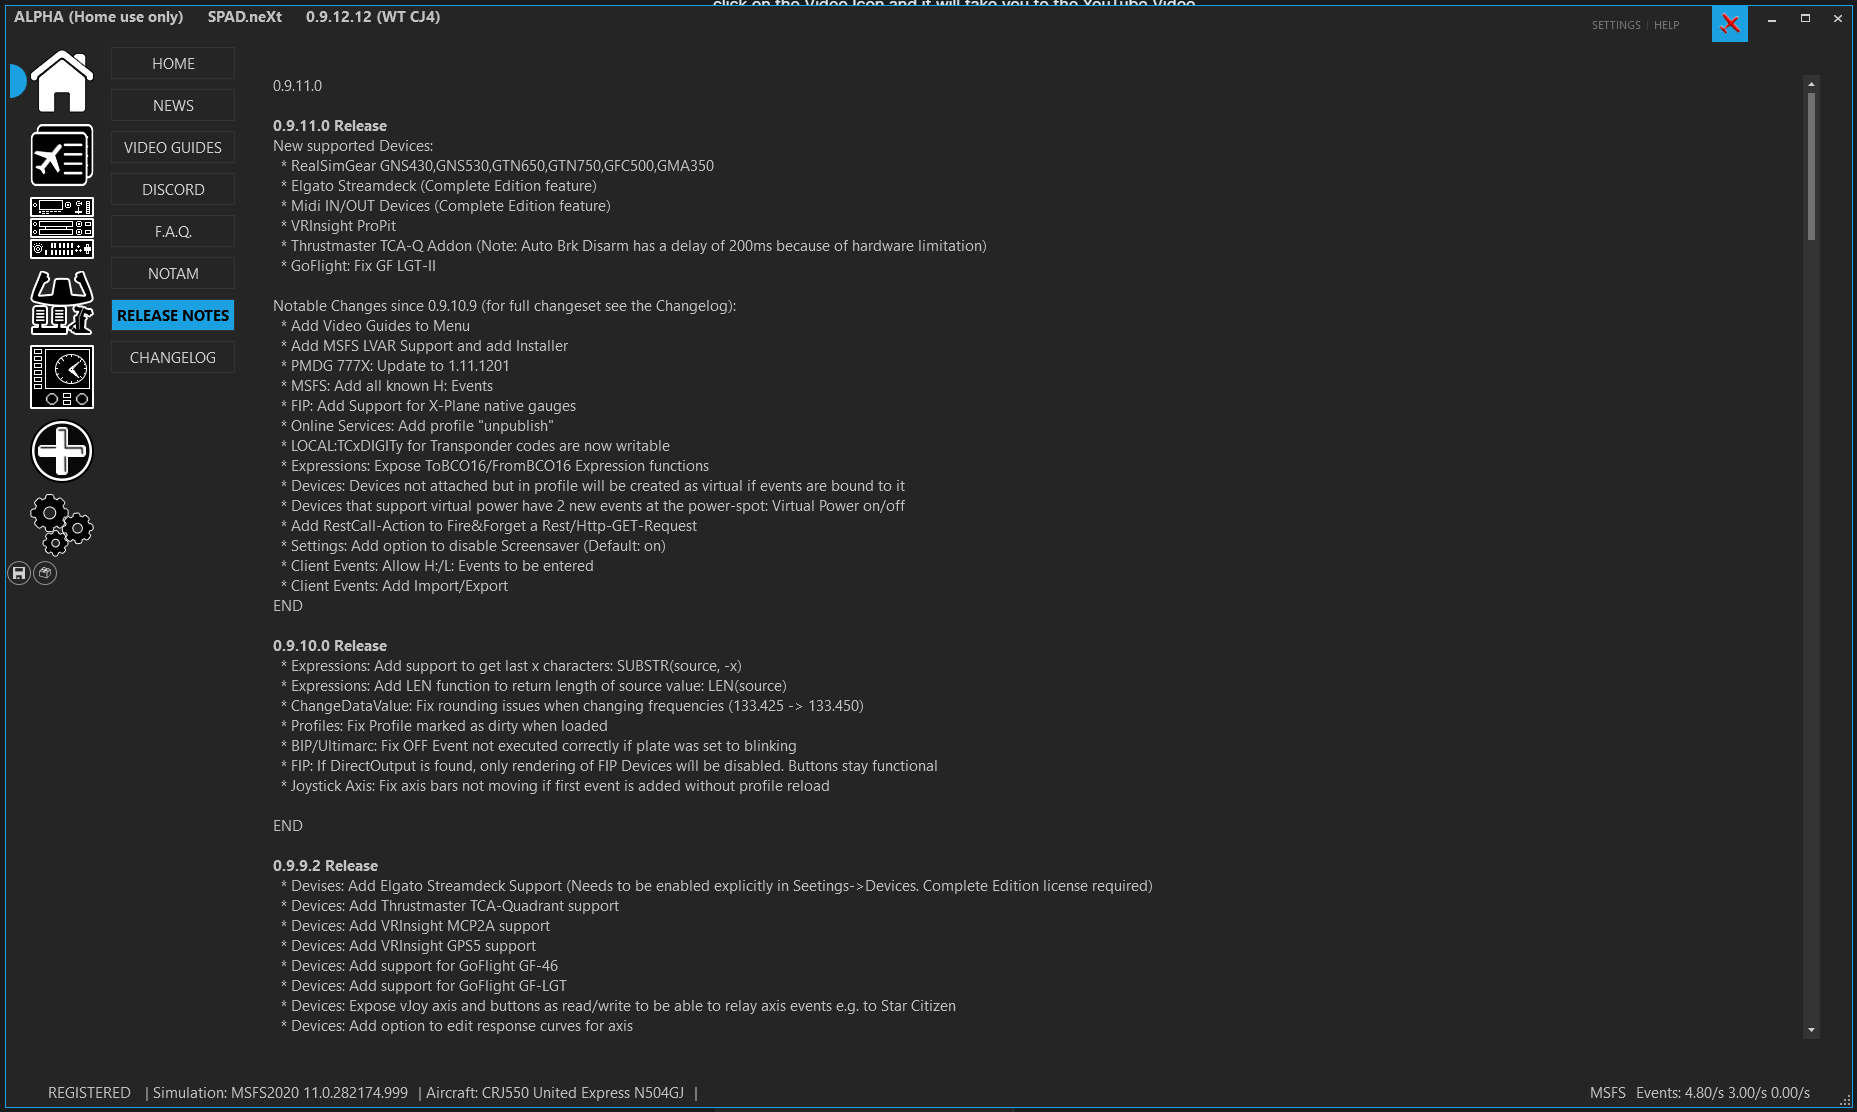 click on the Video Icon and it will take you to the YouTube Video
ALPHA (Home use only) SPAD.neXt 0.9.12.12 (WT CJ4)
SETTINGS | HELP
HOME
NEWS
VIDEO GUIDES
DISCORD
F.A.Q.
NOTAM
RELEASE NOTES
CHANGELOG
0.9.11.0
0.9.11.0 Release
New supported Devices:
* RealSimGear GNS430,GNS530,GTN650,GTN750,GFC500,GMA350
* Elgato Streamdeck (Complete Edition feature)
* Midi IN/OUT Devices (Complete Edition feature)
* VRInsight ProPit
* Thrustmaster TCA-Q Addon (Note: Auto Brk Disarm has a delay of 200ms because of hardware limitation)
* GoFlight: Fix GF LGT-II
Notable Changes since 0.9.10.9 (for full changeset see the Changelog):
* Add Video Guides to Menu
* Add MSFS LVAR Support and add Installer
* PMDG 777X: Update to 1.11.1201
* MSFS: Add all known H: Events
* FIP: Add Support for X-Plane native gauges
* Online Services: Add profile "unpublish"
* LOCAL:TCxDIGITy for Transponder codes are now writable
* Expressions: Expose ToBCO16/FromBCO16 Expression functions
* Devices: Devices not attached but in profile will be created as virtual if events are bound to it
* Devices that support virtual power have 2 new events at the power-spot: Virtual Power on/off
* Add RestCall-Action to Fire&Forget a Rest/Http-GET-Request
* Settings: Add option to disable Screensaver (Default: on)
* Client Events: Allow H:/L: Events to be entered
* Client Events: Add Import/Export
END
0.9.10.0 Release
* Expressions: Add support to get last x characters: SUBSTR(source, -x)
* Expressions: Add LEN function to return length of source value: LEN(source)
* ChangeDataValue: Fix rounding issues when changing frequencies (133.425 -> 133.450)
* Profiles: Fix Profile marked as dirty when loaded
* BIP/Ultimarc: Fix OFF Event not executed correctly if plate was set to blinking
* FIP: If DirectOutput is found, only rendering of FIP Devices wíll be disabled. Buttons stay functional
* Joystick Axis: Fix axis bars not moving if first event is added without profile reload
END
0.9.9.2 Release
* Devises: Add Elgato Streamdeck Support (Needs to be enabled explicitly in Seetings->Devices. Complete Edition license required)
* Devices: Add Thrustmaster TCA-Quadrant support
* Devices: Add VRInsight MCP2A support
* Devices: Add VRInsight GPS5 support
* Devices: Add support for GoFlight GF-46
* Devices: Add support for GoFlight GF-LGT
* Devices: Expose vJoy axis and buttons as read/write to be able to relay axis events e.g. to Star Citizen
* Devices: Add option to edit response curves for axis
REGISTERED | Simulation: MSFS2020 11.0.282174.999 | Aircraft: CRJ550 United Express N504GJ |
MSFS Events: 4.80/s 3.00/s 0.00/s